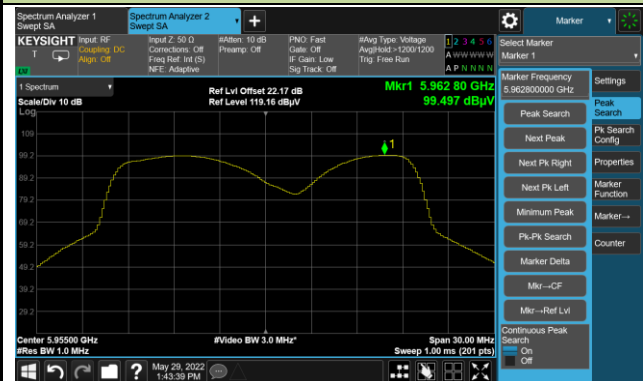 Spectrum Analyzer 1
Swept SA
Spectrum Analyzer 2
Swept SA
Marker
KEYSIGHT
Input: RF
Coupling: DC
Align: Off
Input Z: 50 Ω
Corrections: Off
Freq Ref: Int (S)
NFE: Adaptive
#Atten: 10 dB
Preamp: Off
PNO: Fast
Gate: Off
IF Gain: Low
Sig Track: Off
#Avg Type: Voltage
Avg|Hold:>1200/1200
Trig: Free Run
1 2 3 4 5 6
A W W W W W
A P N N N N
Select Marker
Marker 1
1 Spectrum
Scale/Div 10 dB
Log
Ref Lvl Offset 22.17 dB
Ref Level 119.16 dBµV
Mkr1 5.962 80 GHz
99.497 dBµV
109
99.2
89.2
79.2
69.2
59.2
49.2
39.2
29.2
1
Center 5.95500 GHz
#Res BW 1.0 MHz
#Video BW 3.0 MHz*
Span 30.00 MHz
Sweep 1.00 ms (201 pts)
Marker Frequency
5.962800000 GHz
Peak Search
Next Peak
Next Pk Right
Next Pk Left
Minimum Peak
Pk-Pk Search
Marker Delta
Mkr→CF
Mkr→Ref Lvl
Continuous Peak
Search
On
Off
Settings
Peak
Search
Pk Search
Config
Properties
Marker
Function
Marker→
Counter
May 29, 2022
1:43:39 PM